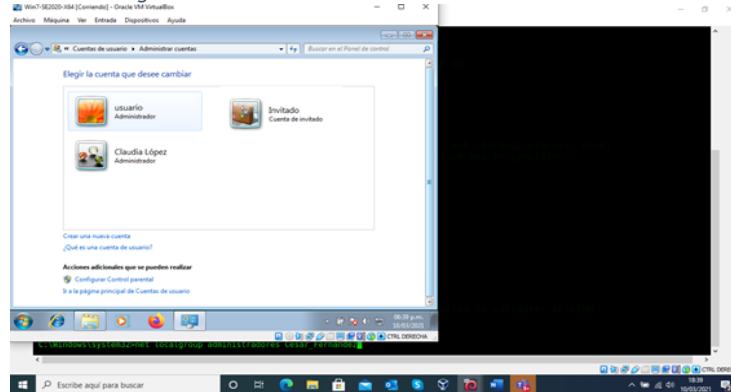 Win7-SE2020-X64 [Corriendo] - Oracle VM VirtualBox
Archivo Máquina Ver Entrada Dispositivos Ayuda
« Cuentas de usuario ▸ Administrar cuentas
Buscar en el Panel de control
Elegir la cuenta que desee cambiar
usuario
Administrador
Invitado
Cuenta de invitado
Claudia López
Administrador
Crear una nueva cuenta
¿Qué es una cuenta de usuario?
Acciones adicionales que se pueden realizar
Configurar Control parental
Ir a la página principal de Cuentas de usuario
06:39 p.m.
10/03/2021
CTRL DERECHA
C:\Windows\system32>net localgroup administradores Cesar_Fernandez
CTRL DERE
Escribe aquí para buscar
18:39
10/03/2021